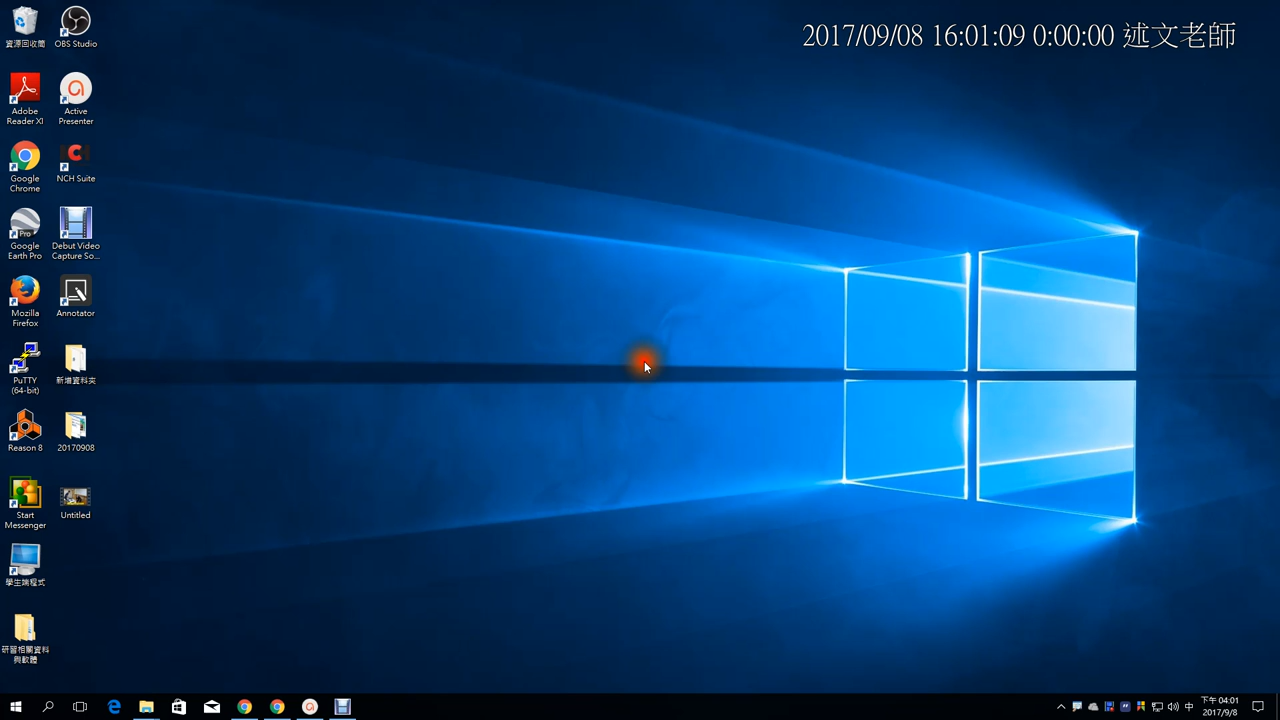 2017/09/08 16:01:09 0:00:00 述文老師
資源回收筒
OBS Studio
Adobe
Reader XI
Active
Presenter
Google
Chrome
NCH Suite
Google
Earth Pro
Debut Video
Capture So...
Mozilla
Firefox
Annotator
PuTTY
(64-bit)
新增資料夾
Reason 8
20170908
Start
Messenger
Untitled
學生端程式
研習相關資料
與軟體
中
下午 04:01
2017/9/8